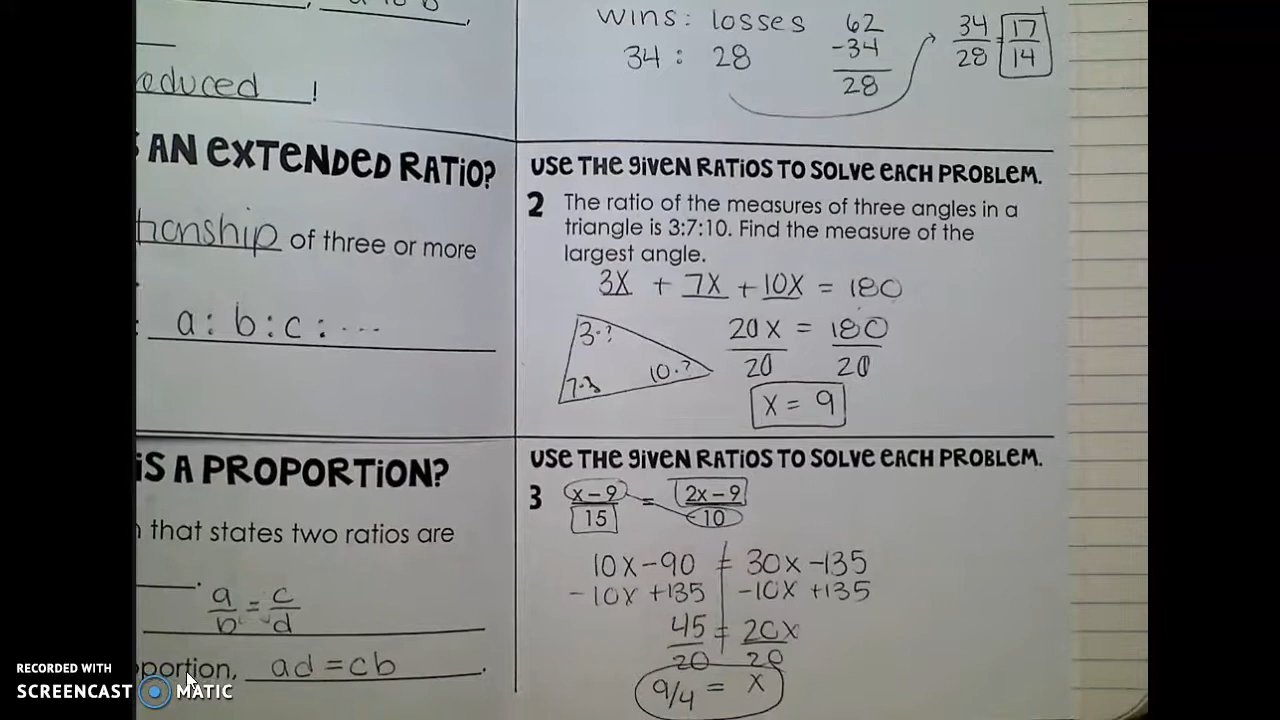 wins: losses
34 : 28
62
-34
28
34/28 = 17/14
educed !
AN EXTENDED RATIO?
tionship of three or more
: a:b:c:...
USE THE GIVEN RATIOS TO SOLVE EACH PROBLEM.
2 The ratio of the measures of three angles in a
triangle is 3:7:10. Find the measure of the
largest angle.
3X + 7X + 10X = 180
3·?
7·?
10·?
20X = 180
20 20
X = 9
iS A PROPORTION?
that states two ratios are
a/b = c/d
portion, ad = cb.
USE THE GIVEN RATIOS TO SOLVE EACH PROBLEM.
3 x – 9 = 2x – 9
15 10
10X - 90 = 30X - 135
- 10X + 135 - 10X + 135
45 = 20X
20 20
9/4 = X
RECORDED WITH
SCREENCAST MATIC